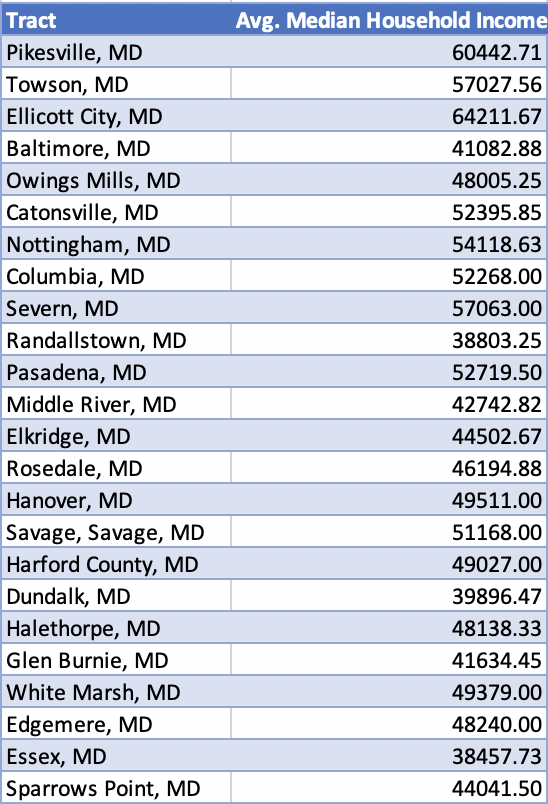 Tract Avg. Median Household Income
Pikesville, MD 60442.71
Towson, MD 57027.56
Ellicott City, MD 64211.67
Baltimore, MD 41082.88
Owings Mills, MD 48005.25
Catonsville, MD 52395.85
Nottingham, MD 54118.63
Columbia, MD 52268.00
Severn, MD 57063.00
Randallstown, MD 38803.25
Pasadena, MD 52719.50
Middle River, MD 42742.82
Elkridge, MD 44502.67
Rosedale, MD 46194.88
Hanover, MD 49511.00
Savage, Savage, MD 51168.00
Harford County, MD 49027.00
Dundalk, MD 39896.47
Halethorpe, MD 48138.33
Glen Burnie, MD 41634.45
White Marsh, MD 49379.00
Edgemere, MD 48240.00
Essex, MD 38457.73
Sparrows Point, MD 44041.50